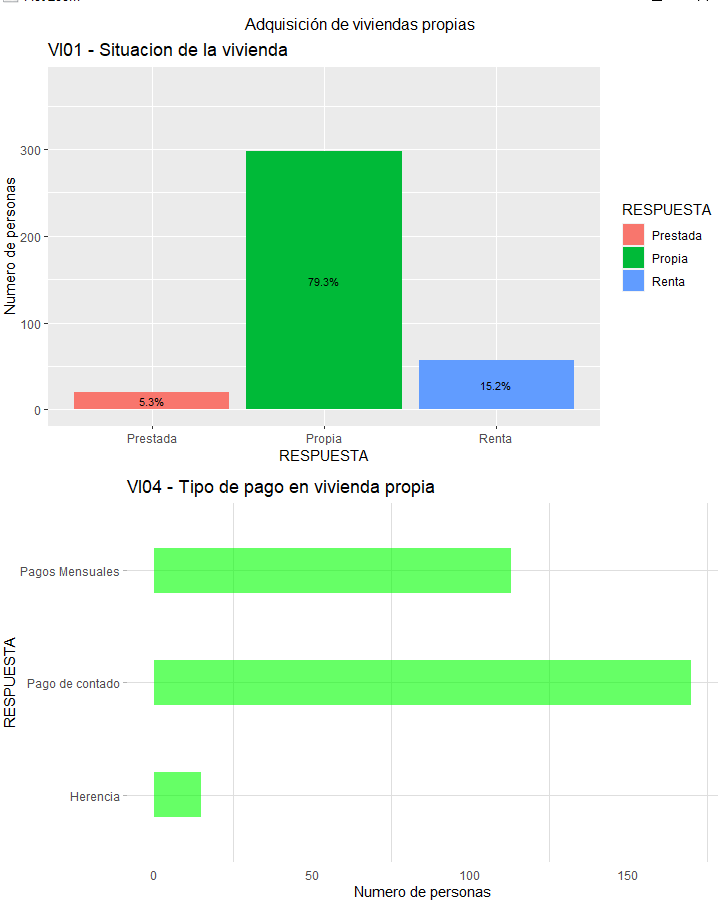 Adquisición de viviendas propias
VI01 - Situacion de la vivienda
Numero de personas
300
200
100
0
79.3%
5.3%
15.2%
Prestada
Propia
Renta
RESPUESTA
RESPUESTA
Prestada
Propia
Renta
VI04 - Tipo de pago en vivienda propia
RESPUESTA
Pagos Mensuales
Pago de contado
Herencia
0
50
100
150
Numero de personas